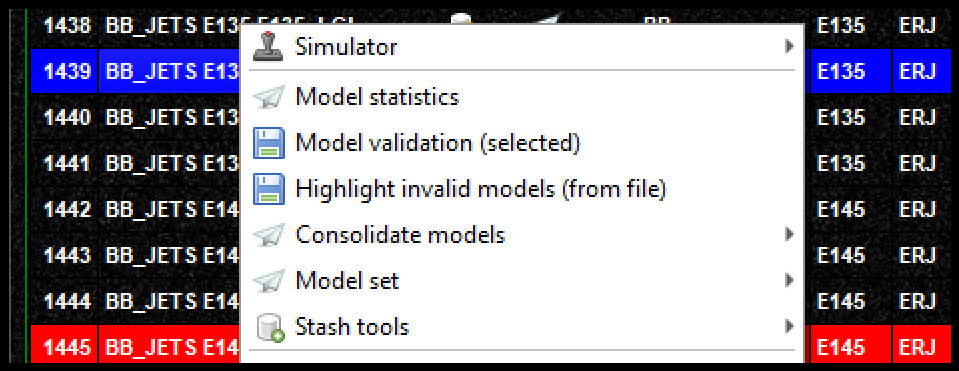 1438 BB_JETS E135 E135 BB E135 ERJ
Simulator
1439 BB_JETS E13 E135 ERJ
Model statistics
1440 BB_JETS E13 E135 ERJ
Model validation (selected)
1441 BB_JETS E13 E135 ERJ
Highlight invalid models (from file)
1442 BB_JETS E14 E145 ERJ
Consolidate models
1443 BB_JETS E14 E145 ERJ
Model set
1444 BB_JETS E14 E145 ERJ
Stash tools
1445 BB_JETS E14 E145 ERJ